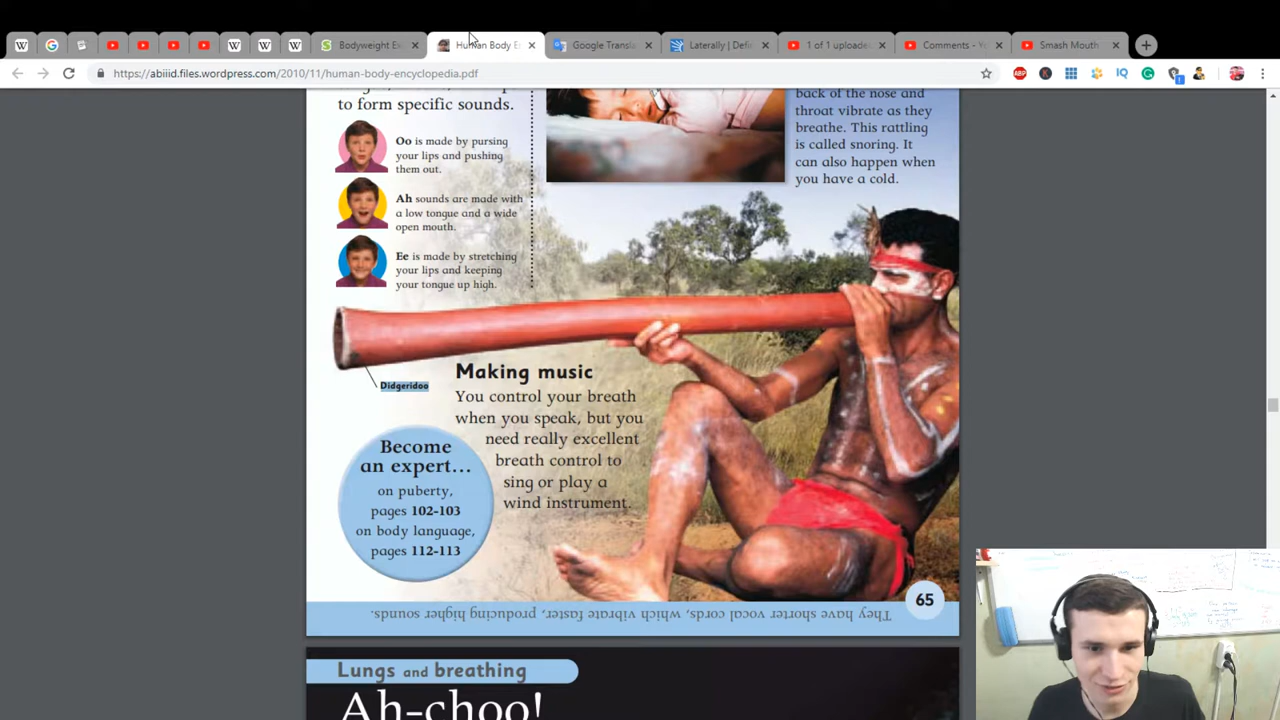 Bodyweight Ex
Human Body E
Google Transla
Laterally | Defin
1 of 1 uploade
Comments - Y
Smash Mouth
https://abiiid.files.wordpress.com/2010/11/human-body-encyclopedia.pdf
to form specific sounds.
Oo is made by pursing
your lips and pushing
them out.
Ah sounds are made with
a low tongue and a wide
open mouth.
Ee is made by stretching
your lips and keeping
your tongue up high.
back of the nose and
throat vibrate as they
breathe. This rattling
is called snoring. It
can also happen when
you have a cold.
Didgeridoo
Making music
You control your breath
when you speak, but you
need really excellent
breath control to
sing or play a
wind instrument.
Become
an expert...
on puberty,
pages 102-103
on body language,
pages 112-113
They have shorter vocal cords, which vibrate faster, producing higher sounds.
65
Lungs and breathing
Ah-choo!